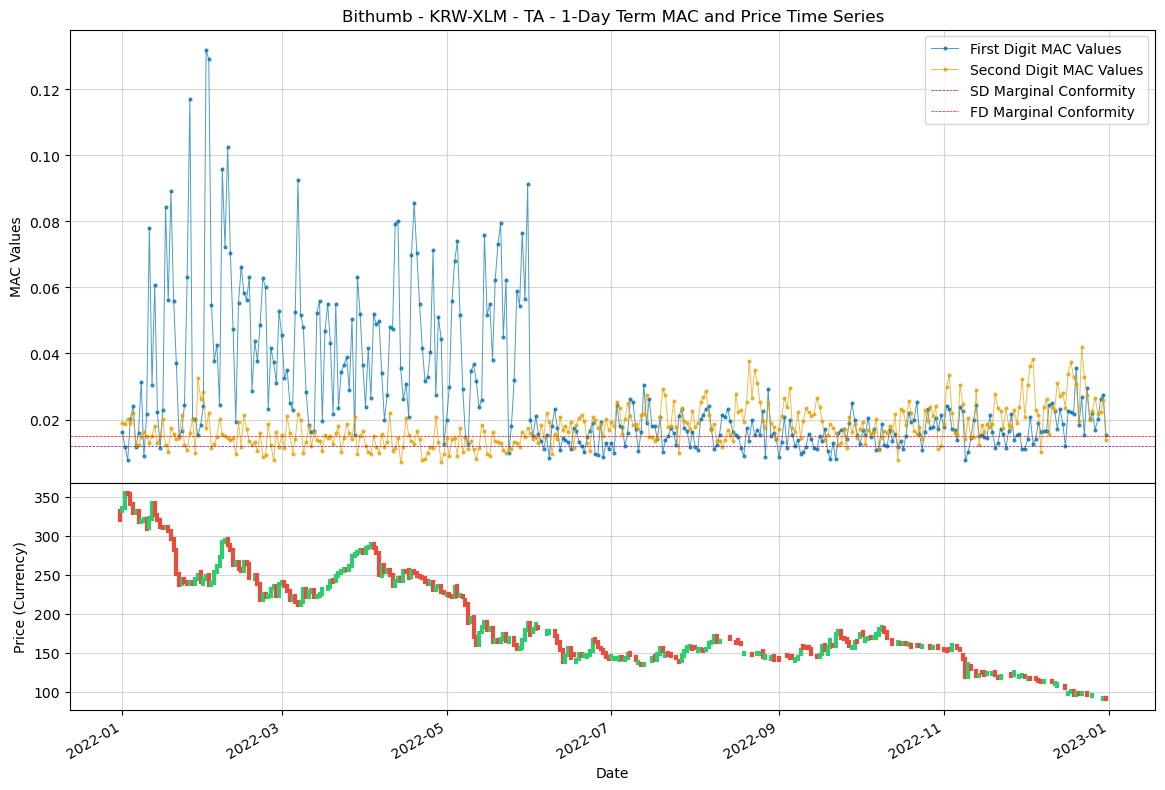 Bithumb - KRW-XLM - TA - 1-Day Term MAC and Price Time Series
First Digit MAC Values
Second Digit MAC Values
SD Marginal Conformity
FD Marginal Conformity
MAC Values
0.12
0.10
0.08
0.06
0.04
0.02
Price (Currency)
350
300
250
200
150
100
2022-01
2022-03
2022-05
2022-07
2022-09
2022-11
2023-01
Date